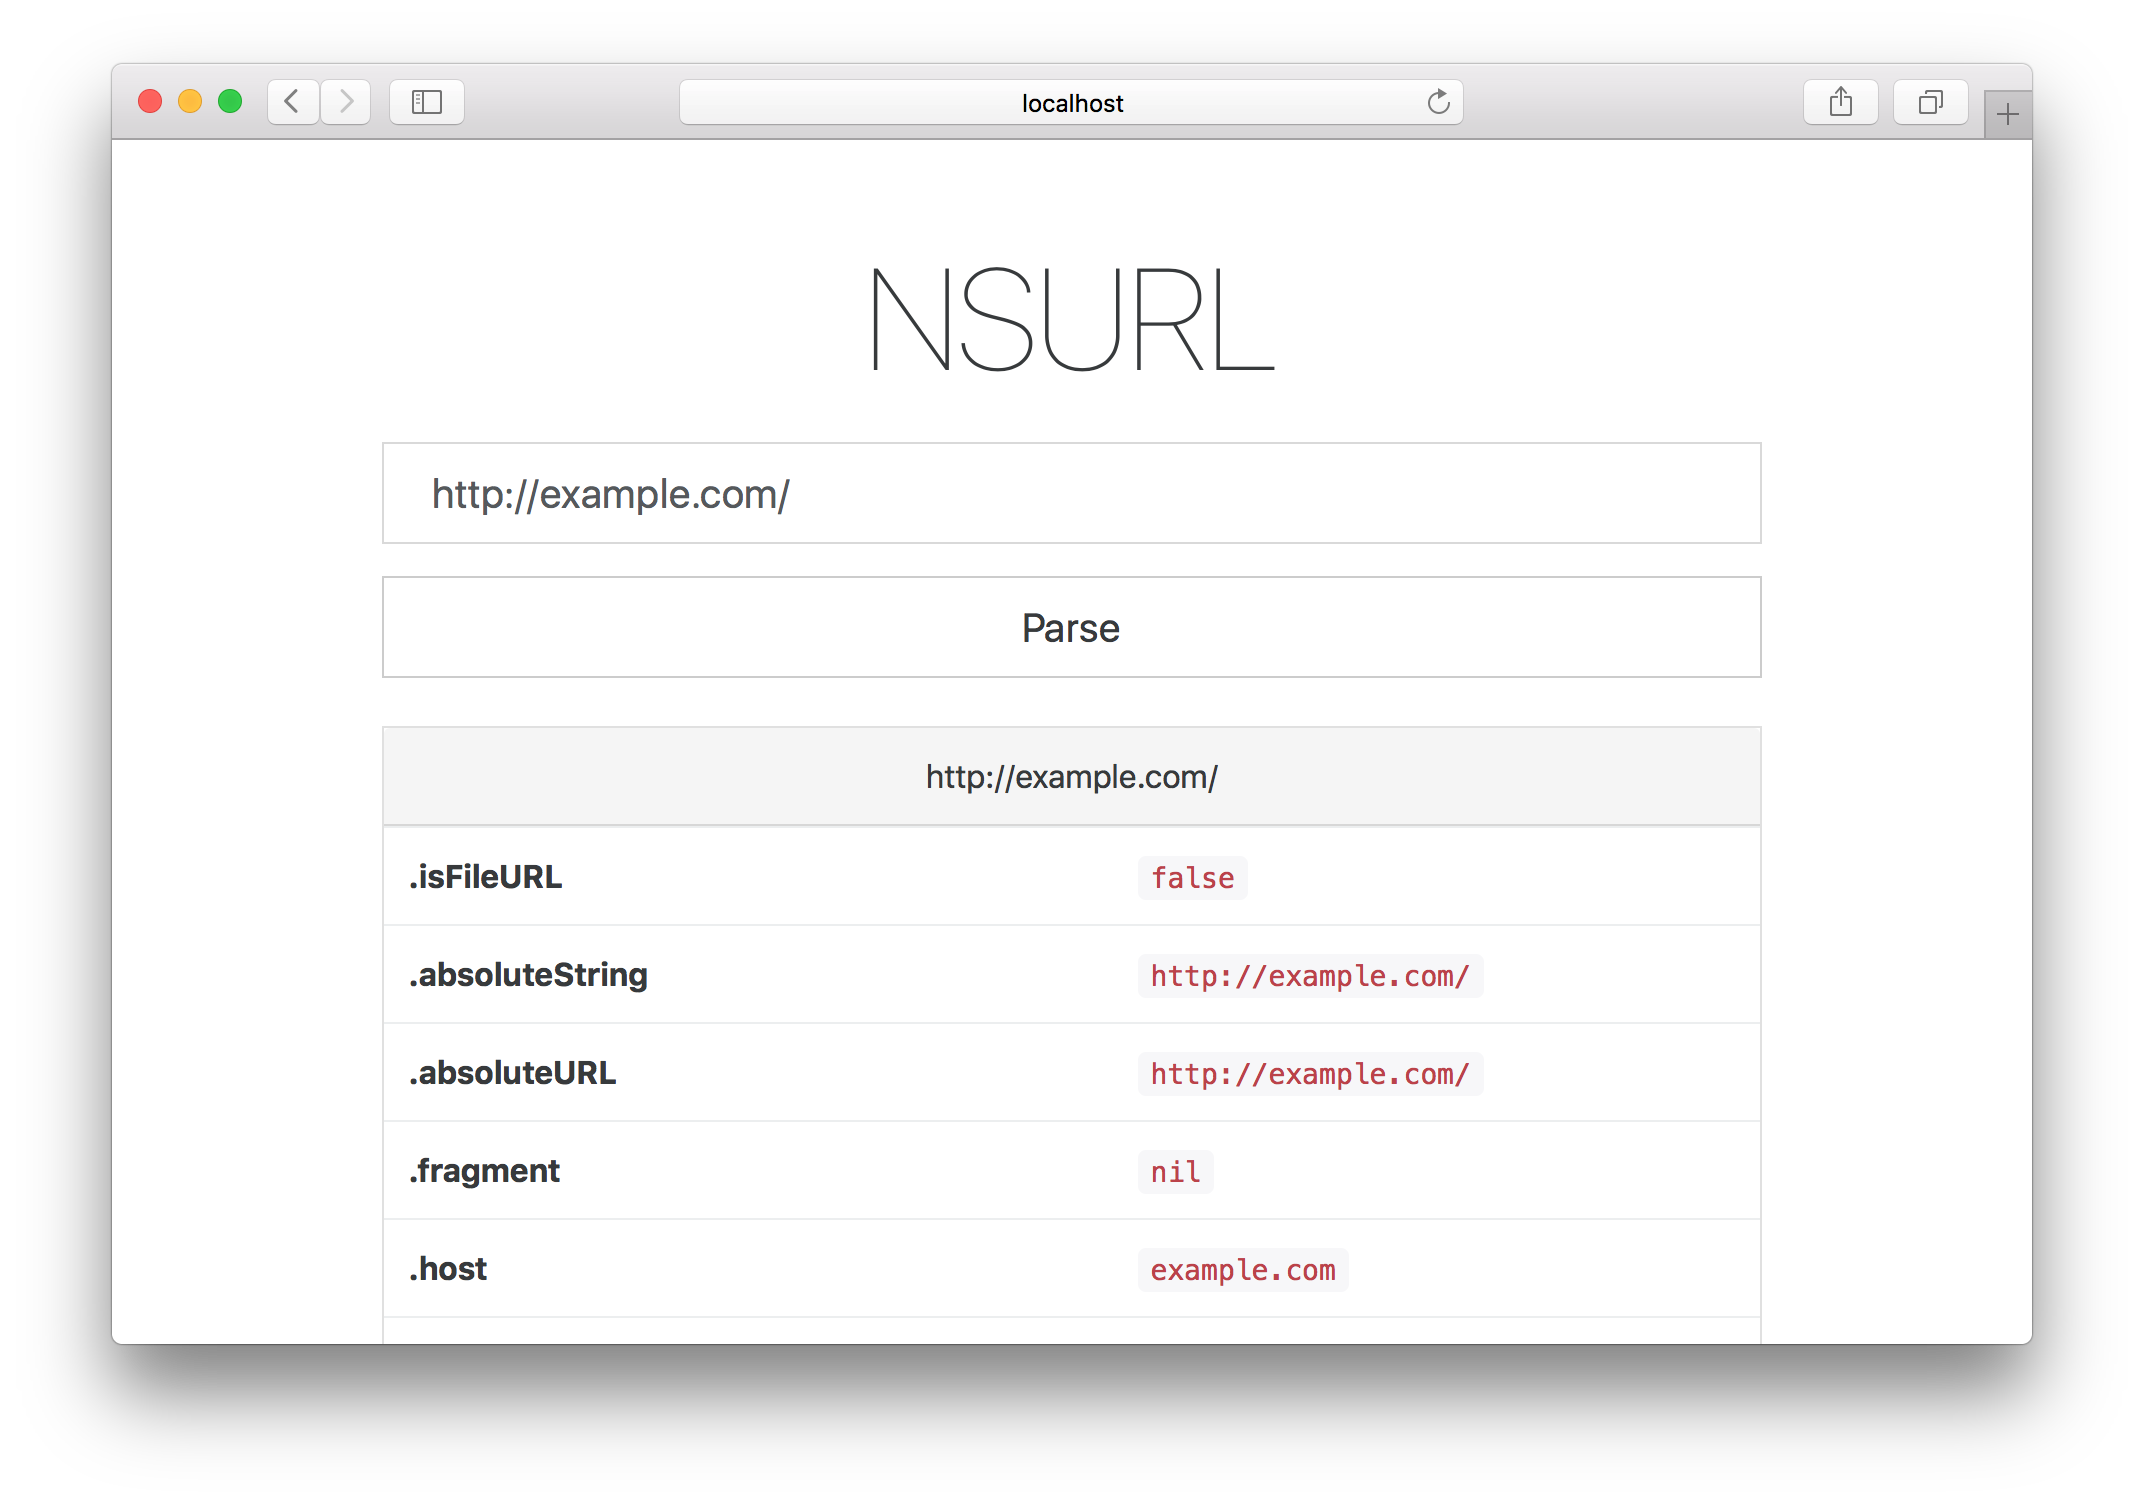 localhost
NSURL
http://example.com/
Parse
http://example.com/
.isFileURL false
.absoluteString http://example.com/
.absoluteURL http://example.com/
.fragment nil
.host example.com